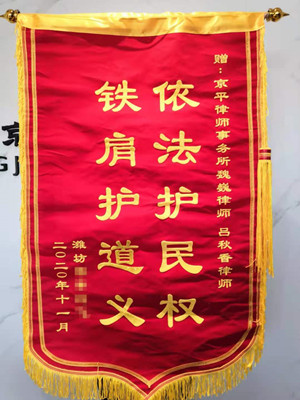 赠：京平律师事务所魏巍律师 吕秋香律师
依法护民权
铁肩护道义
潍坊
二〇二〇年十一月
京
G